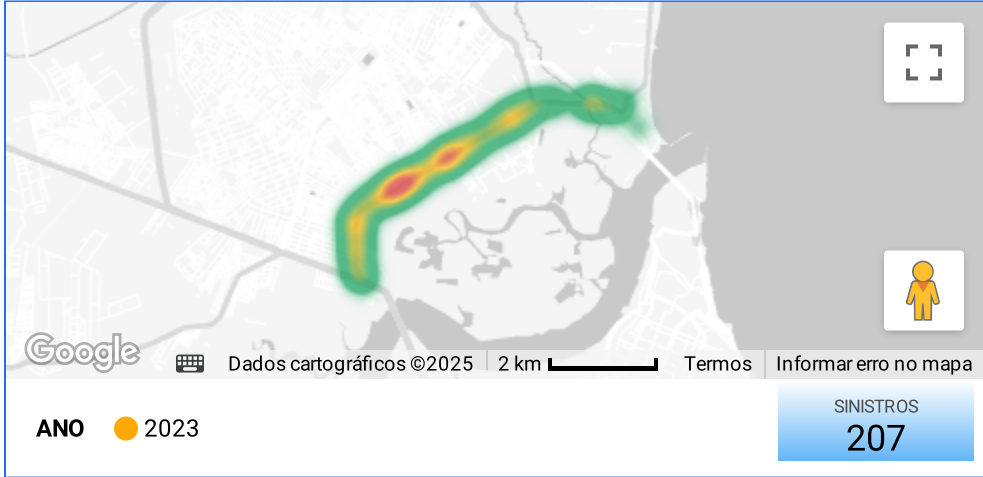 Google
Dados cartográficos ©2025 2 km Termos Informar erro no mapa
ANO 2023
SINISTROS
207